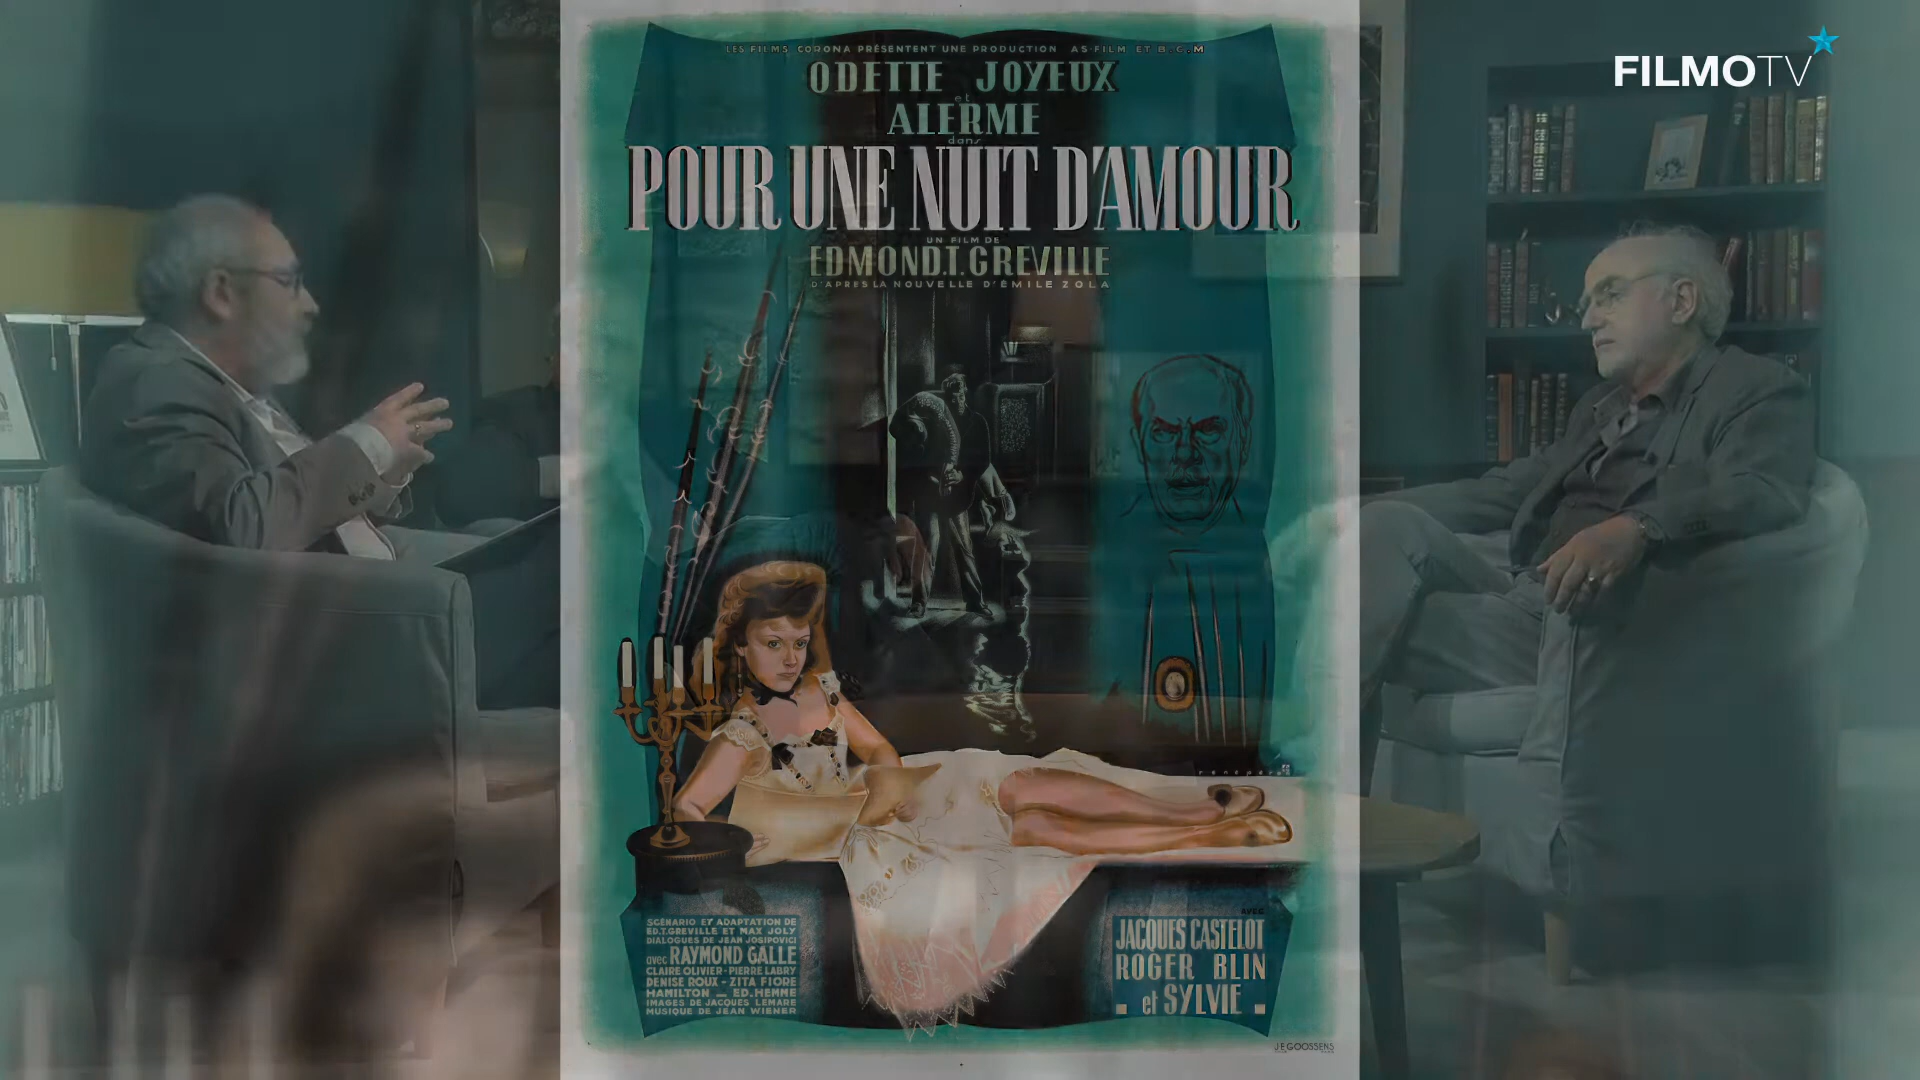 LES FILMS CORONA PRÉSENTENT UNE PRODUCTION AS·FILM ET B.G.M
FILMOTV
ODETTE JOYEUX
et
ALERME
dans
POUR UNE NUIT D'AMOUR
UN FILM DE
EDMOND.T.GREVILLE
D'APRES LA NOUVELLE D'ÉMILE ZOLA
SCÉNARIO ET ADAPTATION DE
ED.T.GREVILLE ET MAX JOLY
DIALOGUES DE JEAN JOSIPOVICI
avec RAYMOND GALLE
CLAIRE OLIVIER - PIERRE LABRY
DENISE ROUX - ZITA FIORE
HAMILTON — ED.HEMME
IMAGES DE JACQUES LEMARE
MUSIQUE DE JEAN WIENER
AVEC
JACQUES CASTELOT
ROGER BLIN
et SYLVIE
J.E.GOOSSENS